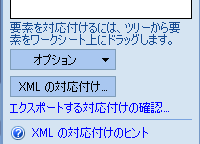 要素を対応付けるには、ツリーから要
素をワークシート上にドラッグします。
オプション
XML の対応付け...
エクスポートする対応付けの確認...
XML の対応付けのヒント